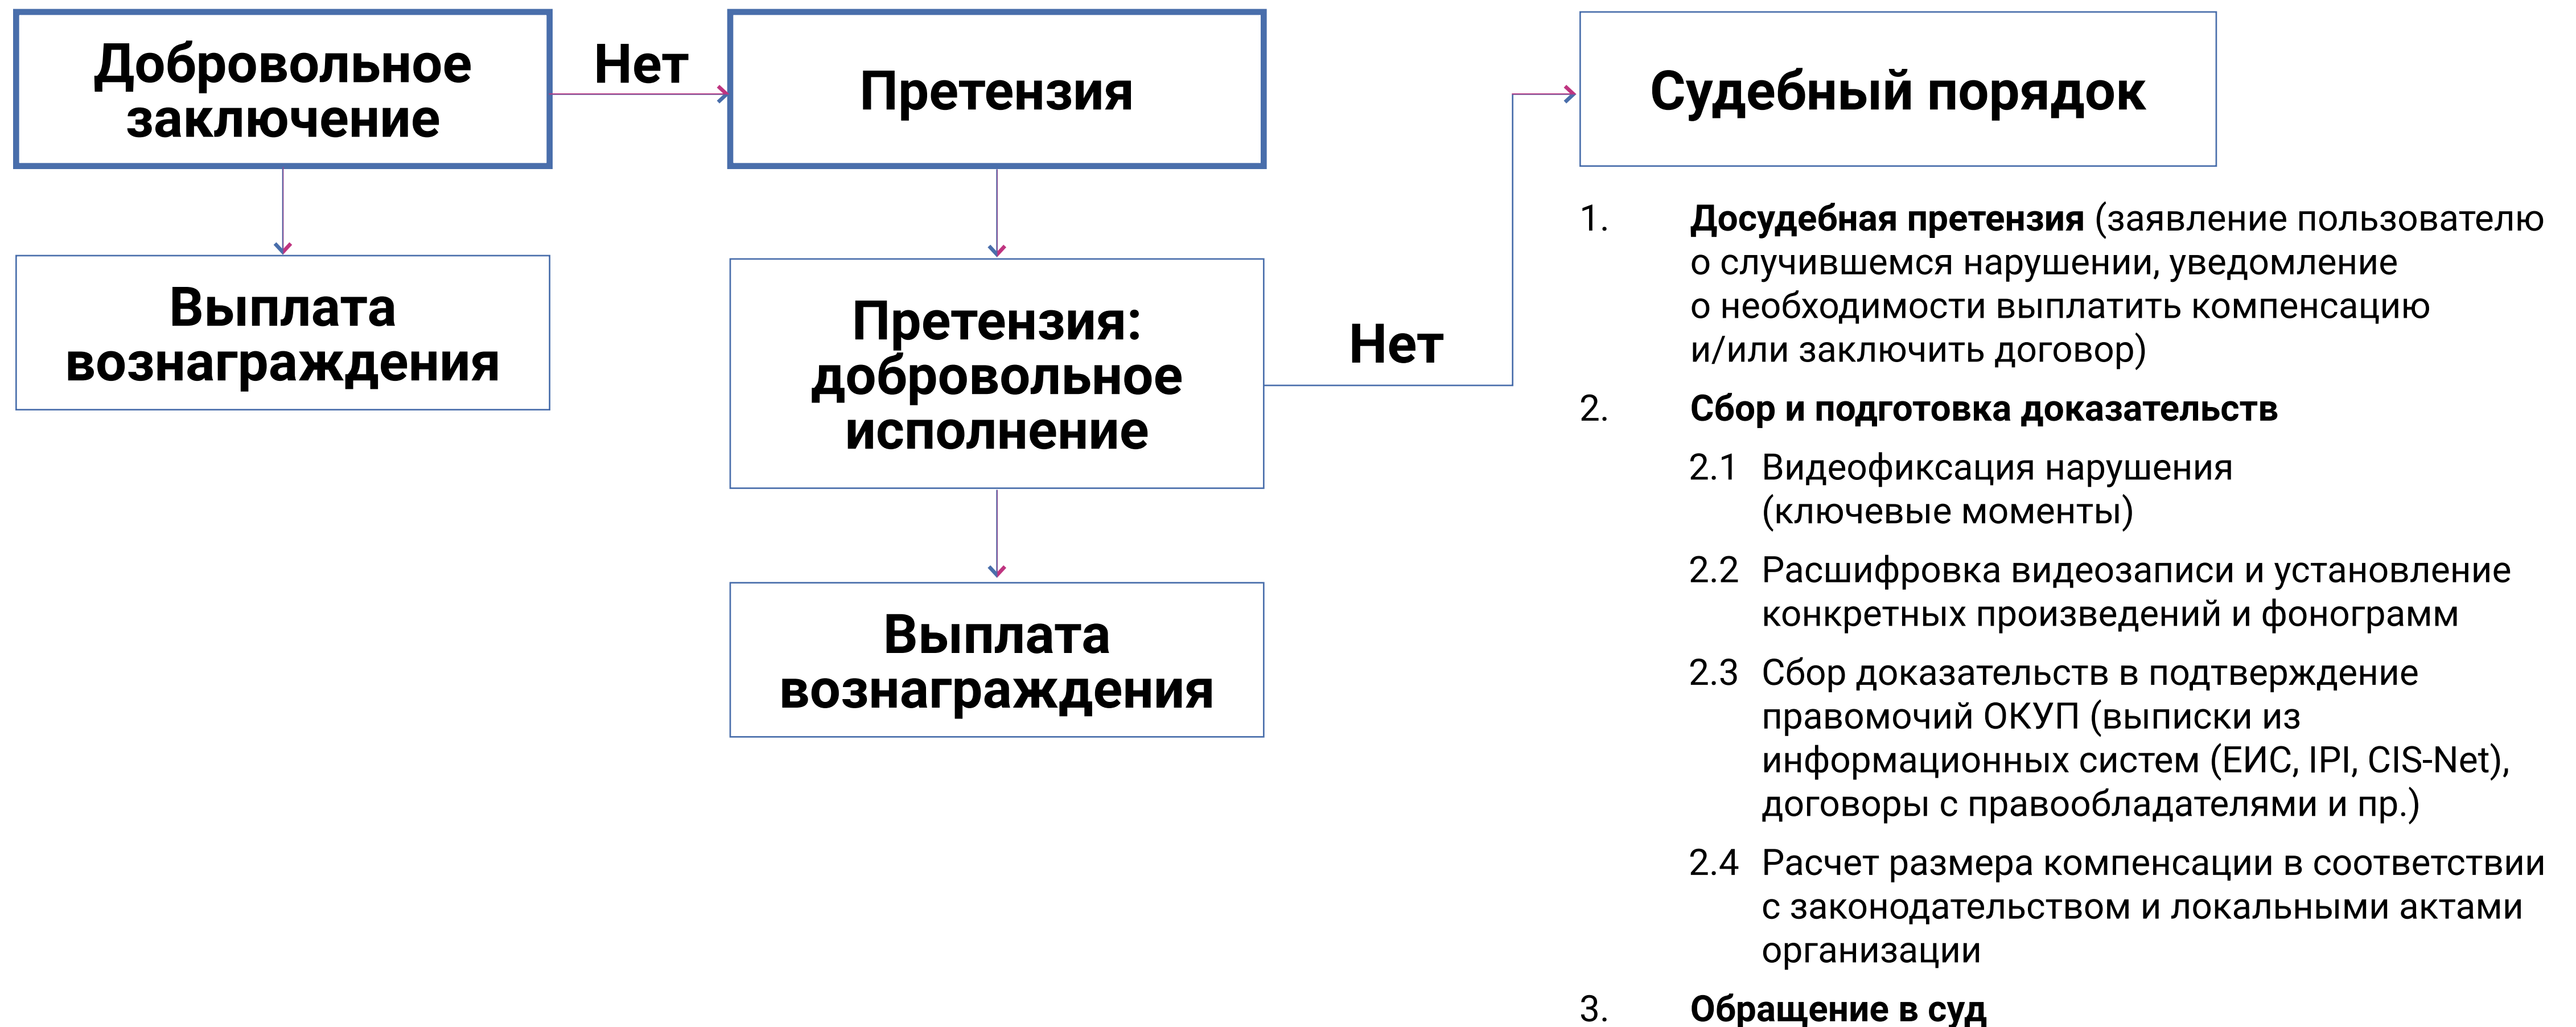 Добровольное
заключение
Нет
Претензия
Судебный порядок
Выплата
вознаграждения
Претензия:
добровольное
исполнение
Нет
Выплата
вознаграждения
1. Досудебная претензия (заявление пользователю
о случившемся нарушении, уведомление
о необходимости выплатить компенсацию
и/или заключить договор)
2. Сбор и подготовка доказательств
2.1 Видеофиксация нарушения
(ключевые моменты)
2.2 Расшифровка видеозаписи и установление
конкретных произведений и фонограмм
2.3 Сбор доказательств в подтверждение
правомочий ОКУП (выписки из
информационных систем (ЕИС, IPI, CIS-Net),
договоры с правообладателями и пр.)
2.4 Расчет размера компенсации в соответствии
с законодательством и локальными актами
организации
3. Обращение в суд